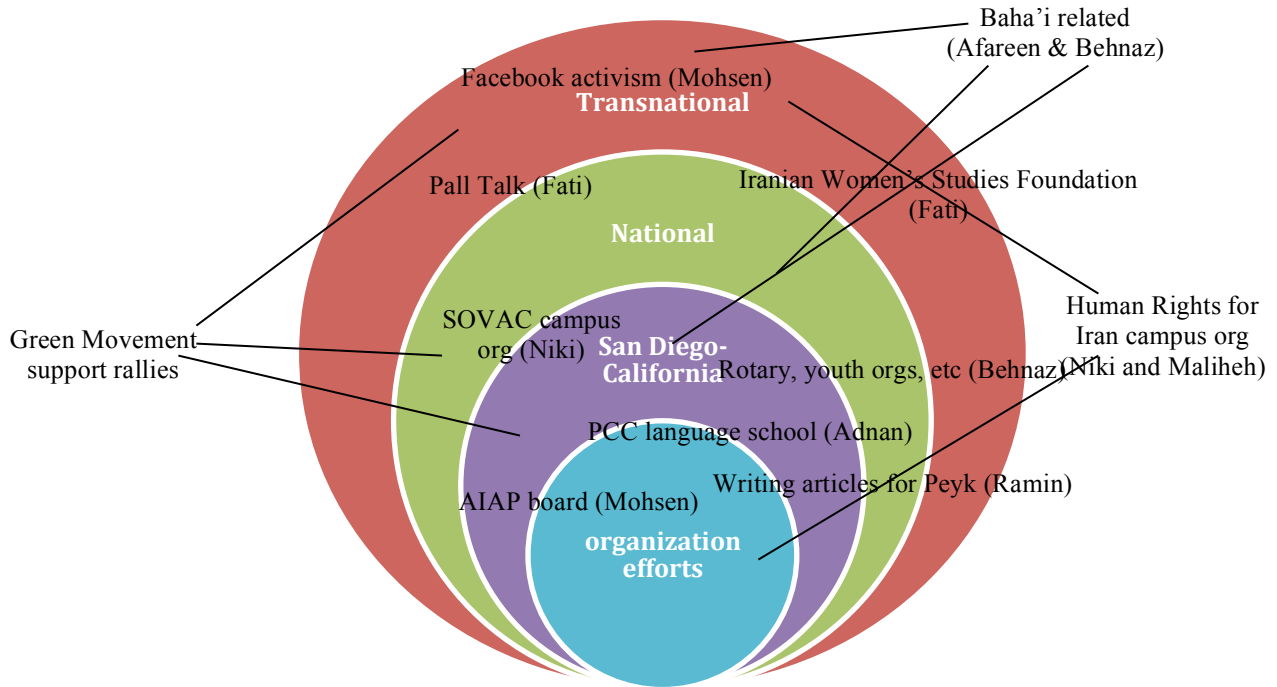 Baha’i related
(Afareen & Behnaz)
Facebook activism (Mohsen)
Transnational
Pall Talk (Fati)
Iranian Women’s Studies Foundation
(Fati)
National
Green Movement
support rallies
SOVAC campus
org (Niki)
San Diego-
California
Rotary, youth orgs, etc (Behnaz)
Human Rights for
Iran campus org
(Niki and Maliheh)
PCC language school (Adnan)
Writing articles for Peyk (Ramin)
AIAP board (Mohsen)
organization
efforts